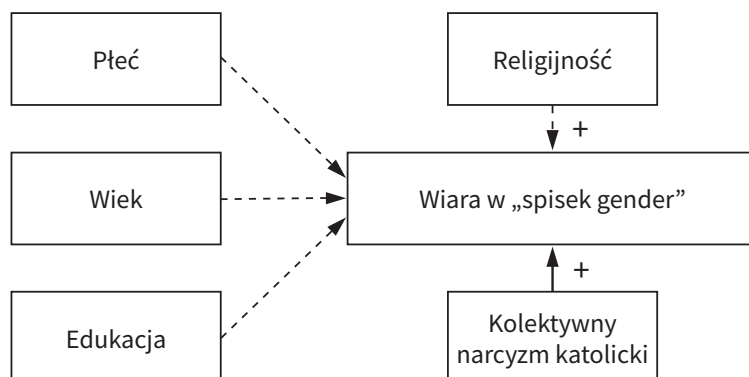 Płeć
Religijność
+
Wiek
Wiara w „spisek gender”
+
Edukacja
Kolektywny
narcyzm katolicki